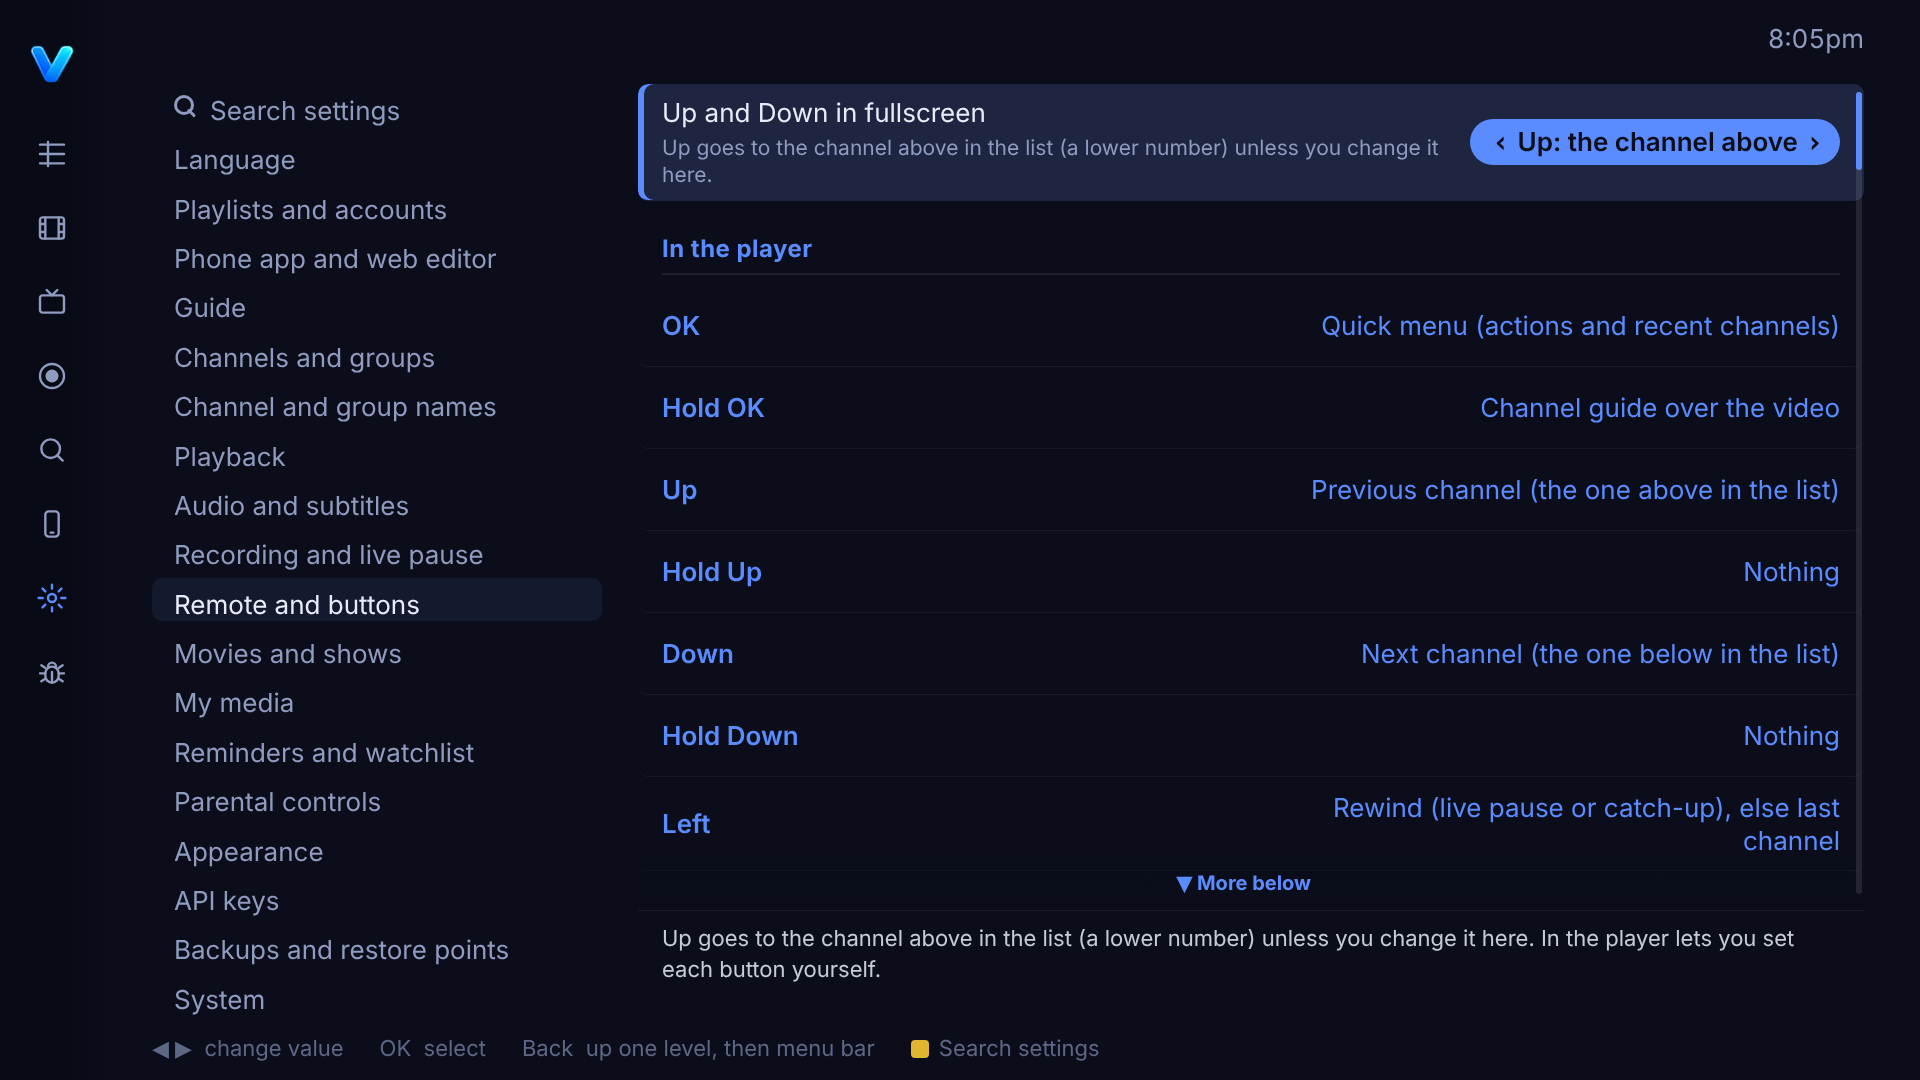 8:05pm
Search settings
Language
Playlists and accounts
Phone app and web editor
Guide
Channels and groups
Channel and group names
Playback
Audio and subtitles
Recording and live pause
Remote and buttons
Movies and shows
My media
Reminders and watchlist
Parental controls
Appearance
API keys
Backups and restore points
System
Up and Down in fullscreen
Up goes to the channel above in the list (a lower number) unless you change it
here.
‹ Up: the channel above ›
In the player
OK Quick menu (actions and recent channels)
Hold OK Channel guide over the video
Up Previous channel (the one above in the list)
Hold Up Nothing
Down Next channel (the one below in the list)
Hold Down Nothing
Left Rewind (live pause or catch-up), else last
channel
▼ More below
Up goes to the channel above in the list (a lower number) unless you change it here. In the player lets you set
each button yourself.
◀▶ change value OK select Back up one level, then menu bar Search settings